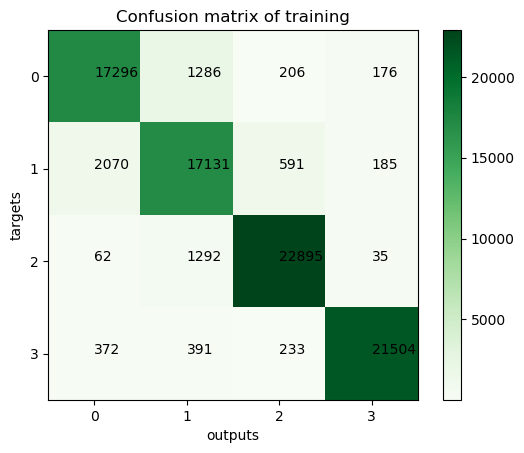 Confusion matrix of training
0 17296 1286 206 176
1 2070 17131 591 185
2 62 1292 22895 35
3 372 391 233 21504
0 1 2 3
outputs
targets
20000
15000
10000
5000